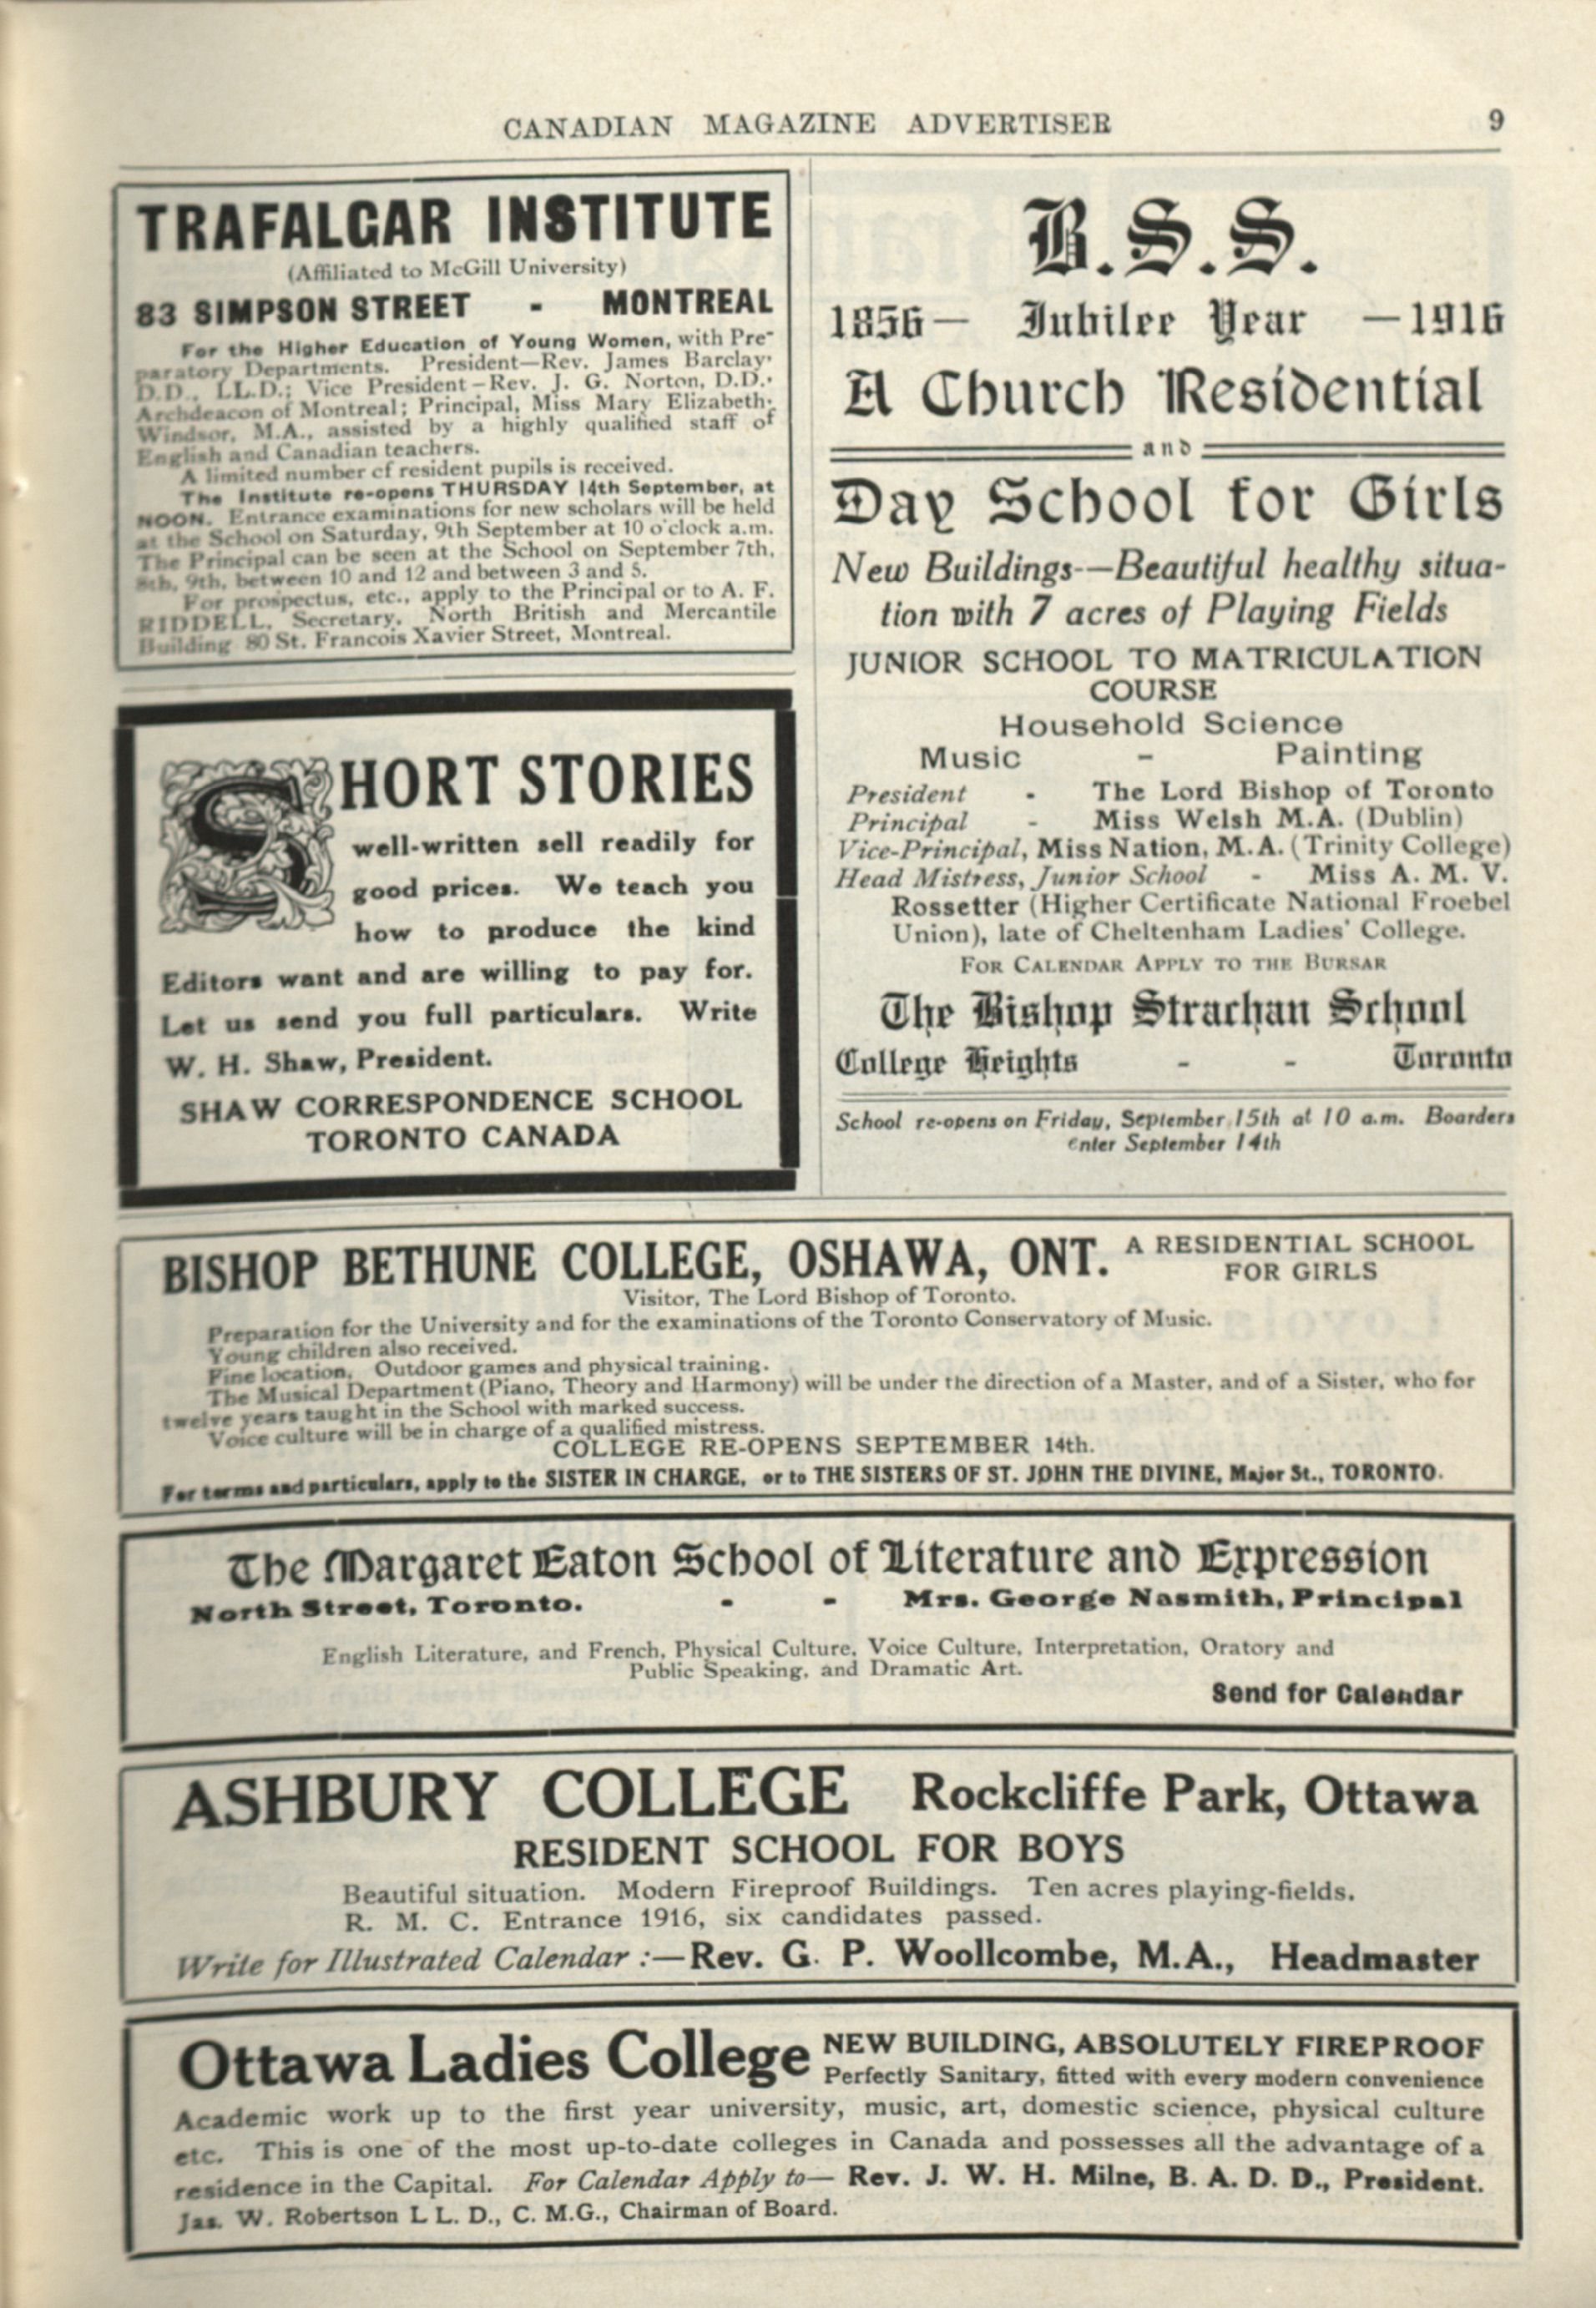 CANADIAN MAGAZINE ADVERTISER 9
TRAFALGAR INSTITUTE
(Affiliated to McGill University)
83 SIMPSON STREET - MONTREAL
For the Higher Education of Young Women, with Pre-
paratory Departments. President—Rev. James Barclay,
D.D., LL.D.; Vice President—Rev. J. G. Norton, D.D.,
Archdeacon of Montreal; Principal, Miss Mary Elizabeth
Windsor, M.A., assisted by a highly qualified staff of
English and Canadian teachers.
A limited number of resident pupils is received.
The Institute re-opens THURSDAY 14th September, at
NOON. Entrance examinations for new scholars will be held
at the School on Saturday, 9th September at 10 o'clock a.m.
The Principal can be seen at the School on September 7th,
8th, 9th, between 10 and 12 and between 3 and 5.
For prospectus, etc., apply to the Principal or to A. F.
RIDDELL, Secretary, North British and Mercantile
Building 80 St. Francois Xavier Street, Montreal.
SHORT STORIES
well-written sell readily for
good prices. We teach you
how to produce the kind
Editors want and are willing to pay for.
Let us send you full particulars. Write
W. H. Shaw, President.
SHAW CORRESPONDENCE SCHOOL
TORONTO CANADA
B.S.S.
1856— Jubilee Year —1916
A Church Residential
and
Day School for Girls
New Buildings-—Beautiful healthy situa-
tion with 7 acres of Playing Fields
JUNIOR SCHOOL TO MATRICULATION
COURSE
Household Science
Music - Painting
President - The Lord Bishop of Toronto
Principal - Miss Welsh M.A. (Dublin)
Vice-Principal, Miss Nation, M.A. (Trinity College)
Head Mistress, Junior School - Miss A. M. V.
Rossetter (Higher Certificate National Froebel
Union), late of Cheltenham Ladies' College.
FOR CALENDAR APPLY TO THE BURSAR
The Bishop Strachan School
College Heights - - Toronto
School re-opens on Friday, September 15th at 10 a.m. Boarders
enter September 14th
BISHOP BETHUNE COLLEGE, OSHAWA, ONT. A RESIDENTIAL SCHOOL
FOR GIRLS
Visitor, The Lord Bishop of Toronto.
Preparation for the University and for the examinations of the Toronto Conservatory of Music.
Young children also received.
Fine location. Outdoor games and physical training.
The Musical Department (Piano, Theory and Harmony) will be under the direction of a Master, and of a Sister, who for
twelve years taught in the School with marked success.
Voice culture will be in charge of a qualified mistress.
COLLEGE RE-OPENS SEPTEMBER 14th.
For terms and particulars, apply to the SISTER IN CHARGE, or to THE SISTERS OF ST. JOHN THE DIVINE, Major St., TORONTO.
The Margaret Eaton School of Literature and Expression
North Street, Toronto. - - Mrs. George Nasmith, Principal
English Literature, and French, Physical Culture, Voice Culture, Interpretation, Oratory and
Public Speaking, and Dramatic Art.
Send for Calendar
ASHBURY COLLEGE Rockcliffe Park, Ottawa
RESIDENT SCHOOL FOR BOYS
Beautiful situation. Modern Fireproof Buildings. Ten acres playing-fields.
R. M. C. Entrance 1916, six candidates passed.
Write for Illustrated Calendar :—Rev. G. P. Woollcombe, M.A., Headmaster
Ottawa Ladies College NEW BUILDING, ABSOLUTELY FIREPROOF
Perfectly Sanitary, fitted with every modern convenience
Academic work up to the first year university, music, art, domestic science, physical culture
etc. This is one of the most up-to-date colleges in Canada and possesses all the advantage of a
residence in the Capital. For Calendar Apply to— Rev. J. W. H. Milne, B. A. D. D., President.
Jas. W. Robertson L L. D., C. M.G., Chairman of Board.